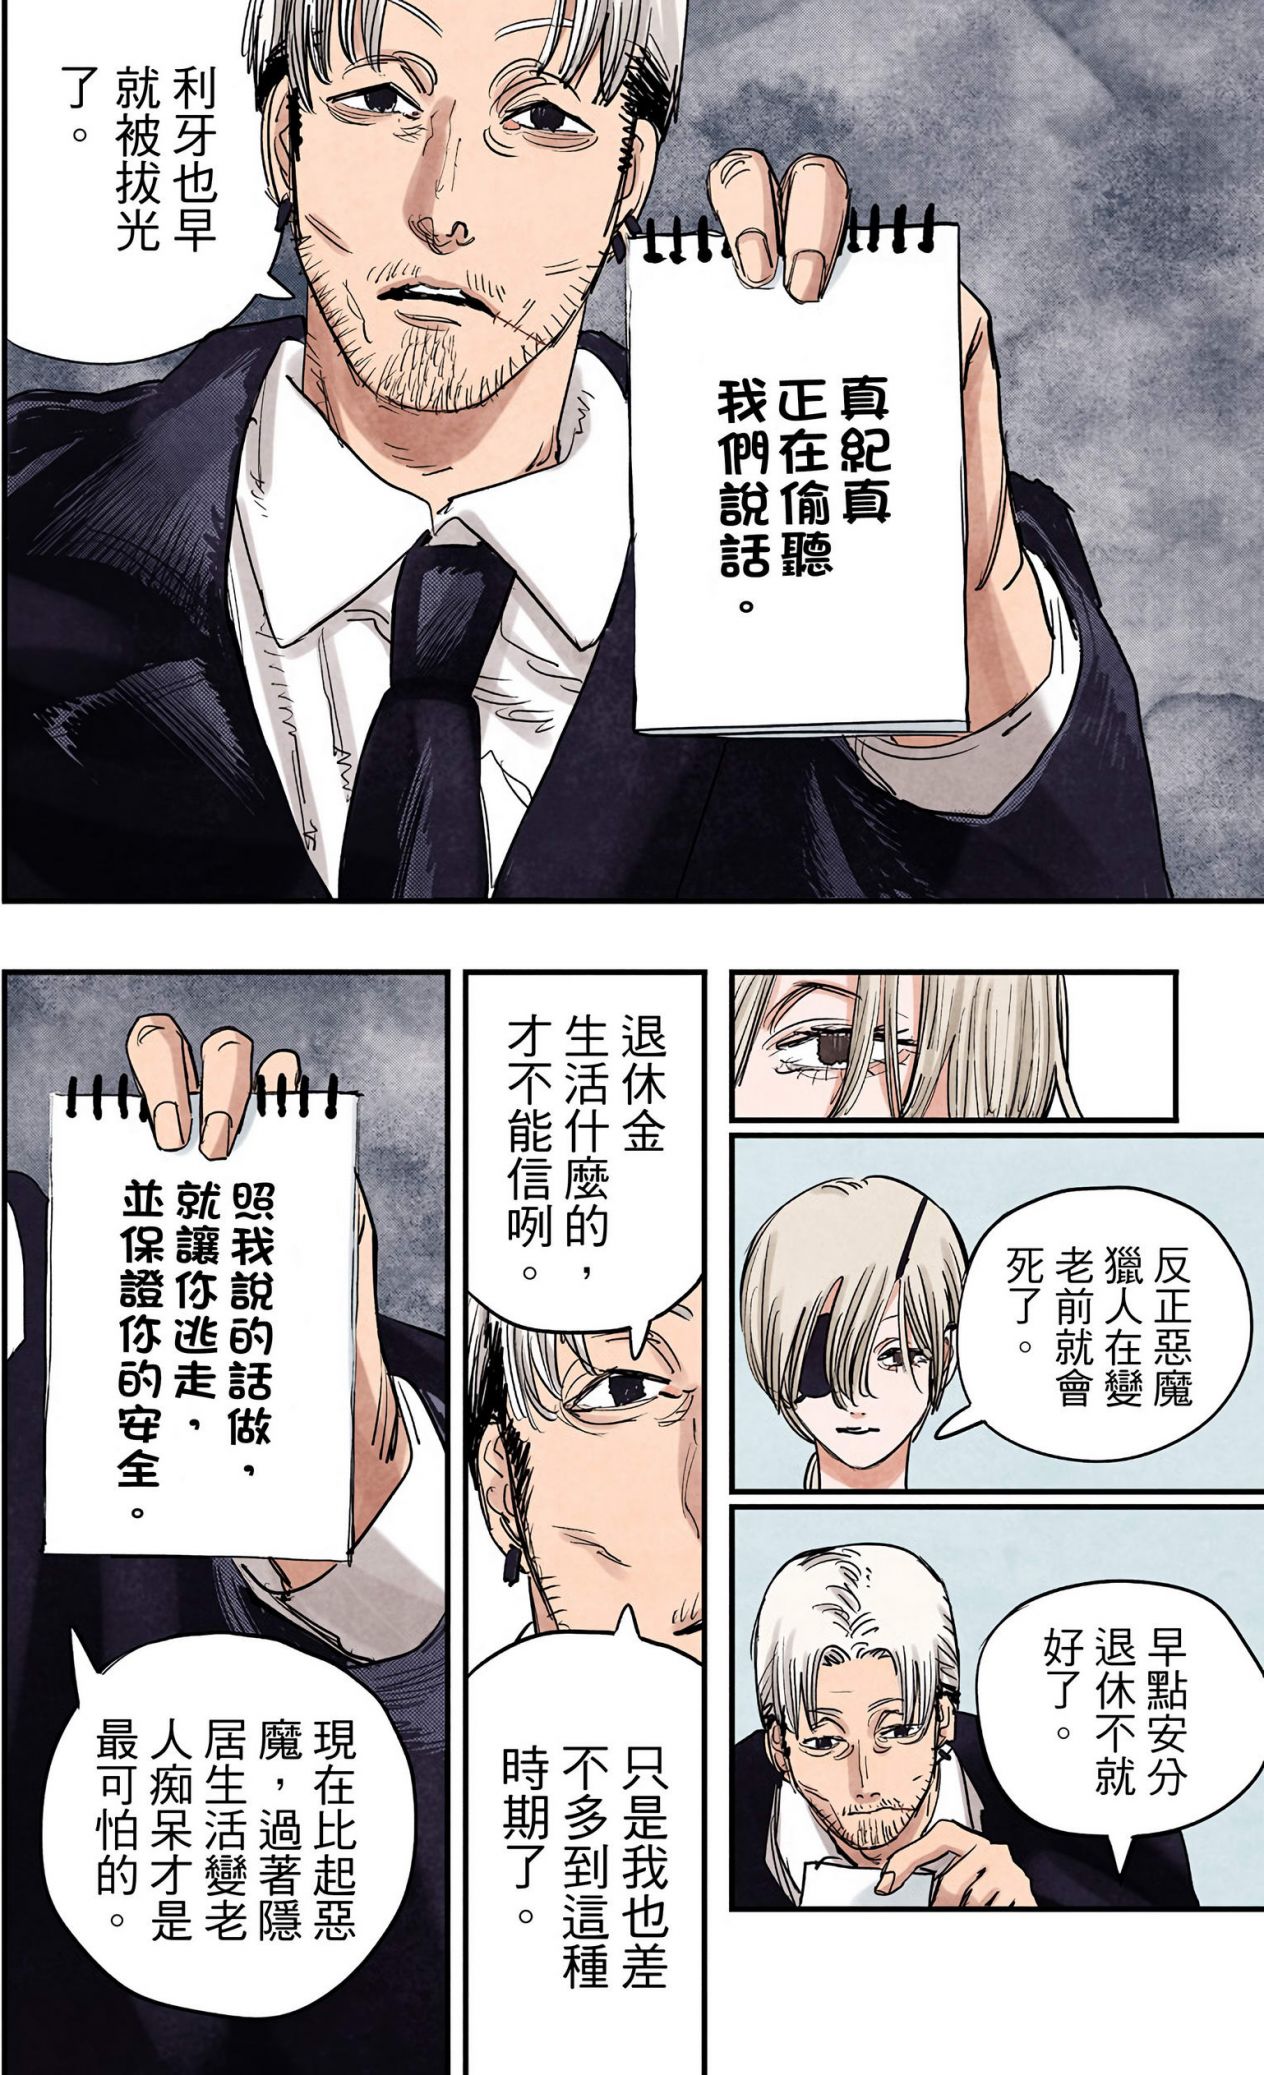 真紀真
正在偷聽
我們說話。
利牙也早
就被拔光
了。
反正惡魔
獵人在變
老前就會
死了。
早點安分
退休不就
好了。
退休金
生活什麼的，
才不能信咧。
只是我也差
不多到這種
時期了。
照我說的話做，
就讓你逃走，
並保證你的安全。
現在比起惡
魔，過著隱
居生活變老
人痴呆才是
最可怕的。